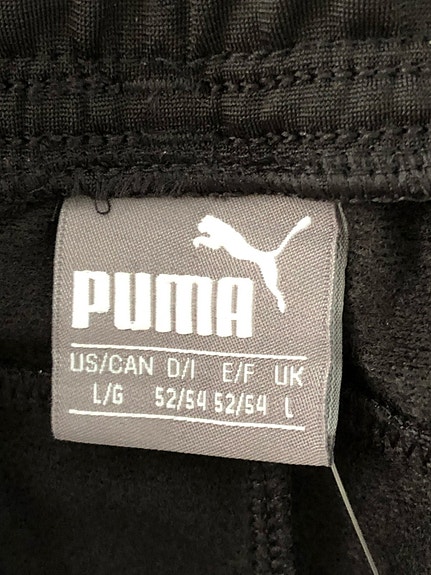 PUMA
US/CAN D/I E/F UK
L/G 52/54 52/54 L